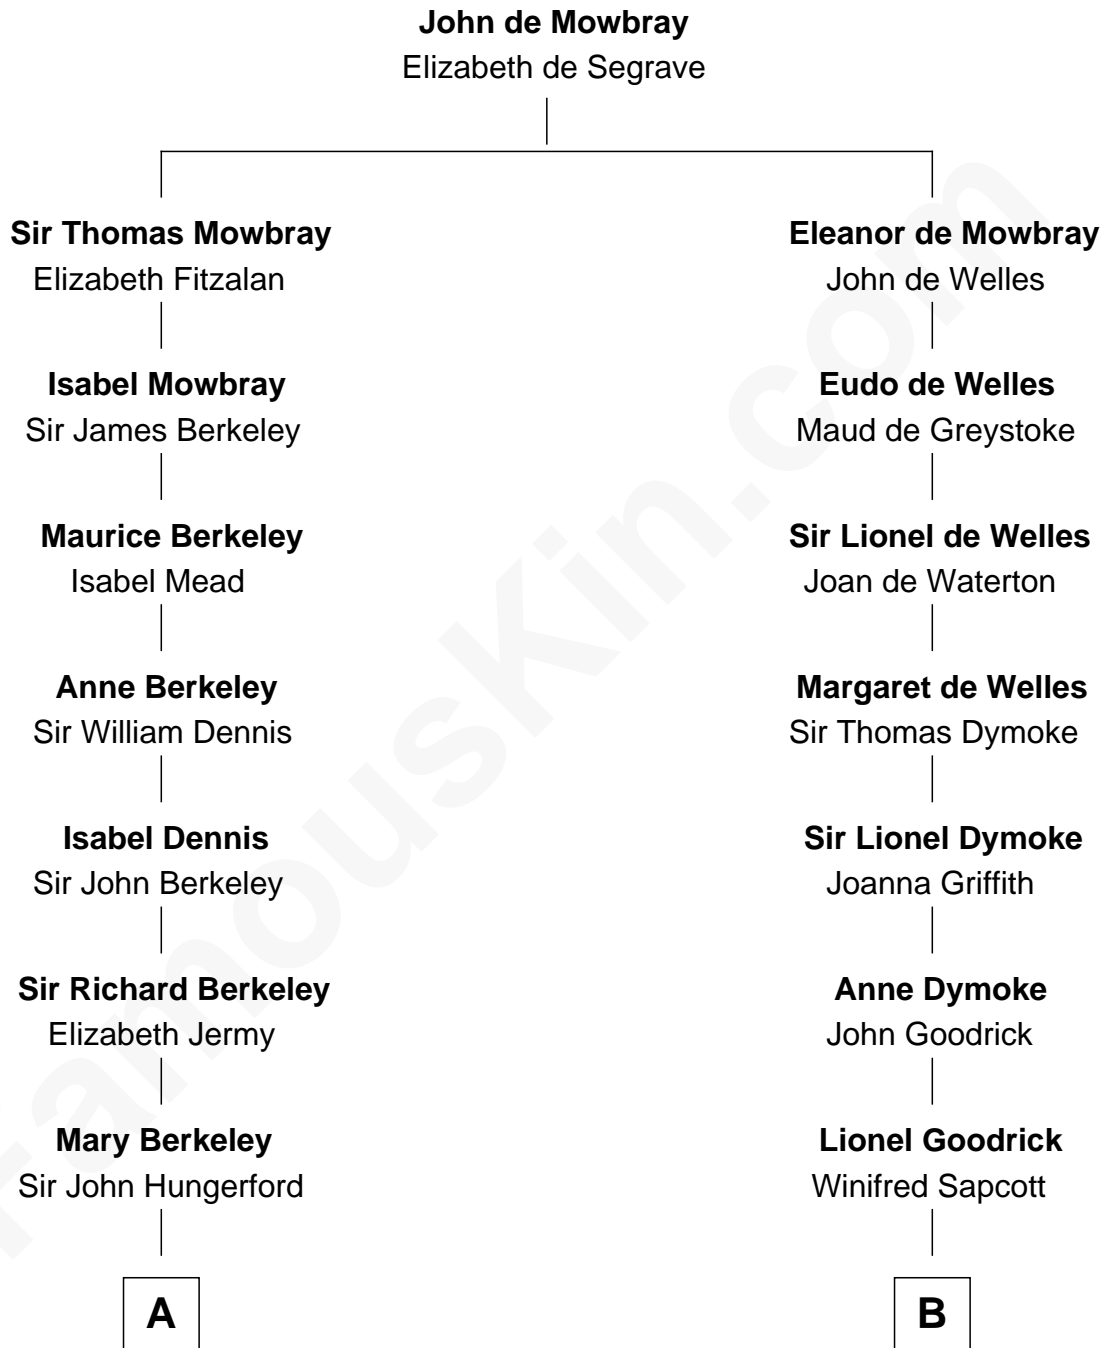 John de Mowbray
Elizabeth de Segrave
Sir Thomas Mowbray
Elizabeth Fitzalan
Isabel Mowbray
Sir James Berkeley
Maurice Berkeley
Isabel Mead
Anne Berkeley
Sir William Dennis
Isabel Dennis
Sir John Berkeley
Sir Richard Berkeley
Elizabeth Jermy
Mary Berkeley
Sir John Hungerford
A
Eleanor de Mowbray
John de Welles
Eudo de Welles
Maud de Greystoke
Sir Lionel de Welles
Joan de Waterton
Margaret de Welles
Sir Thomas Dymoke
Sir Lionel Dymoke
Joanna Griffith
Anne Dymoke
John Goodrick
Lionel Goodrick
Winifred Sapcott
B
FamousKin.com